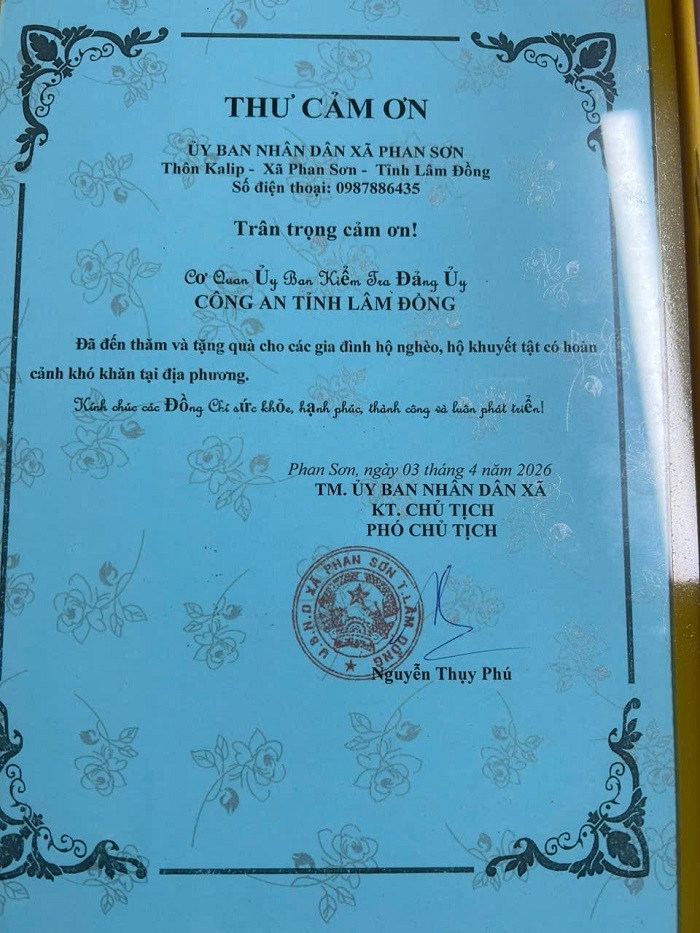 THƯ CẢM ƠN
ỦY BAN NHÂN DÂN XÃ PHAN SƠN
Thôn Kalip - Xã Phan Sơn - Tỉnh Lâm Đồng
Số điện thoại: 0987886435
Trân trọng cảm ơn!
Cơ Quan Ủy Ban Kiểm Tra Đảng Ủy
CÔNG AN TỈNH LÂM ĐỒNG
Đã đến thăm và tặng quà cho các gia đình hộ nghèo, hộ khuyết tật có hoàn
cảnh khó khăn tại địa phương.
Kính chúc các Đồng Chí sức khỏe, hạnh phúc, thành công và luôn phát triển!
Phan Sơn, ngày 03 tháng 4 năm 2026
TM. ỦY BAN NHÂN DÂN XÃ
KT. CHỦ TỊCH
PHÓ CHỦ TỊCH
U.B.N.D XÃ PHAN SƠN T.LÂM ĐỒNG
Nguyễn Thụy Phú